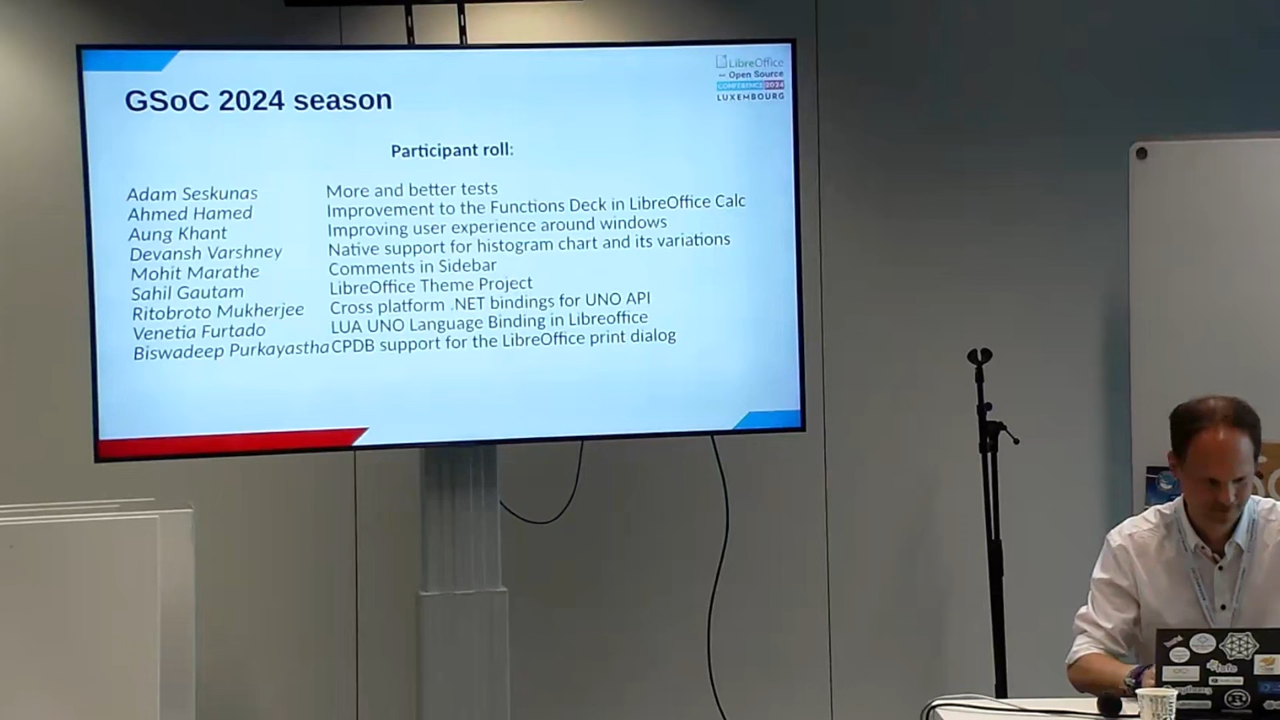 LibreOffice
Open Source
CONFERENCE 2024
LUXEMBOURG
GSoC 2024 season
Participant roll:
Adam Seskunas More and better tests
Ahmed Hamed Improvement to the Functions Deck in LibreOffice Calc
Aung Khant Improving user experience around windows
Devansh Varshney Native support for histogram chart and its variations
Mohit Marathe Comments in Sidebar
Sahil Gautam LibreOffice Theme Project
Ritobroto Mukherjee Cross platform .NET bindings for UNO API
Venetia Furtado LUA UNO Language Binding in Libreoffice
Biswadeep Purkayastha CPDB support for the LibreOffice print dialog